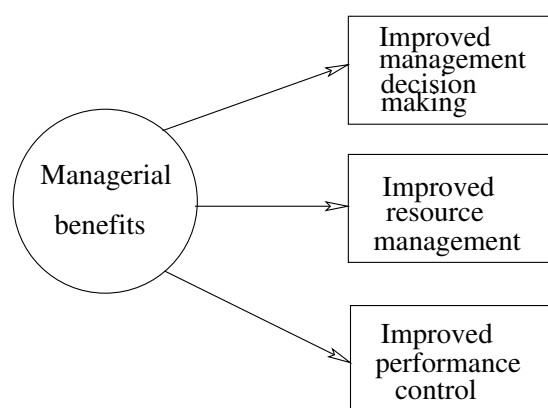 Managerial
benefits
Improved
management
decision
making
Improved
resource
management
Improved
performance
control